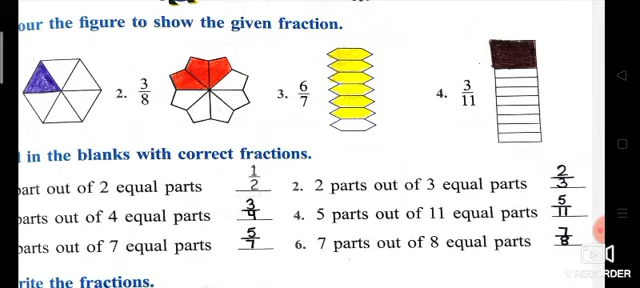 our the figure to show the given fraction.
2. 3/8 3. 6/7 4. 3/11
in the blanks with correct fractions.
part out of 2 equal parts 1/2 2. 2 parts out of 3 equal parts 2/3
parts out of 4 equal parts 3/4 4. 5 parts out of 11 equal parts 5/11
parts out of 7 equal parts 5/7 6. 7 parts out of 8 equal parts 7/8
rite the fractions.
RECORDER